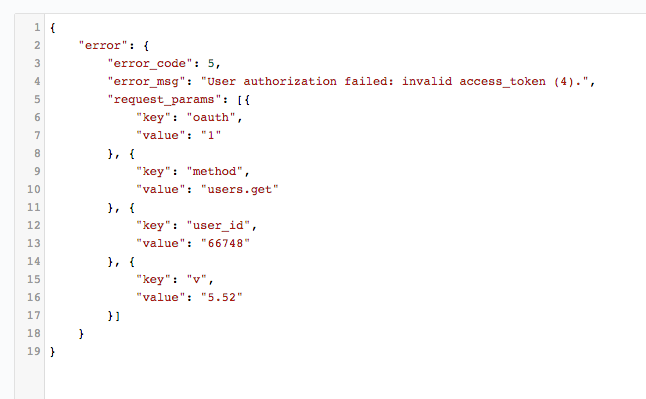 1 {
2 "error": {
3 "error_code": 5,
4 "error_msg": "User authorization failed: invalid access_token (4).",
5 "request_params": [{
6 "key": "oauth",
7 "value": "1"
8 }, {
9 "key": "method",
10 "value": "users.get"
11 }, {
12 "key": "user_id",
13 "value": "66748"
14 }, {
15 "key": "v",
16 "value": "5.52"
17 }]
18 }
19 }